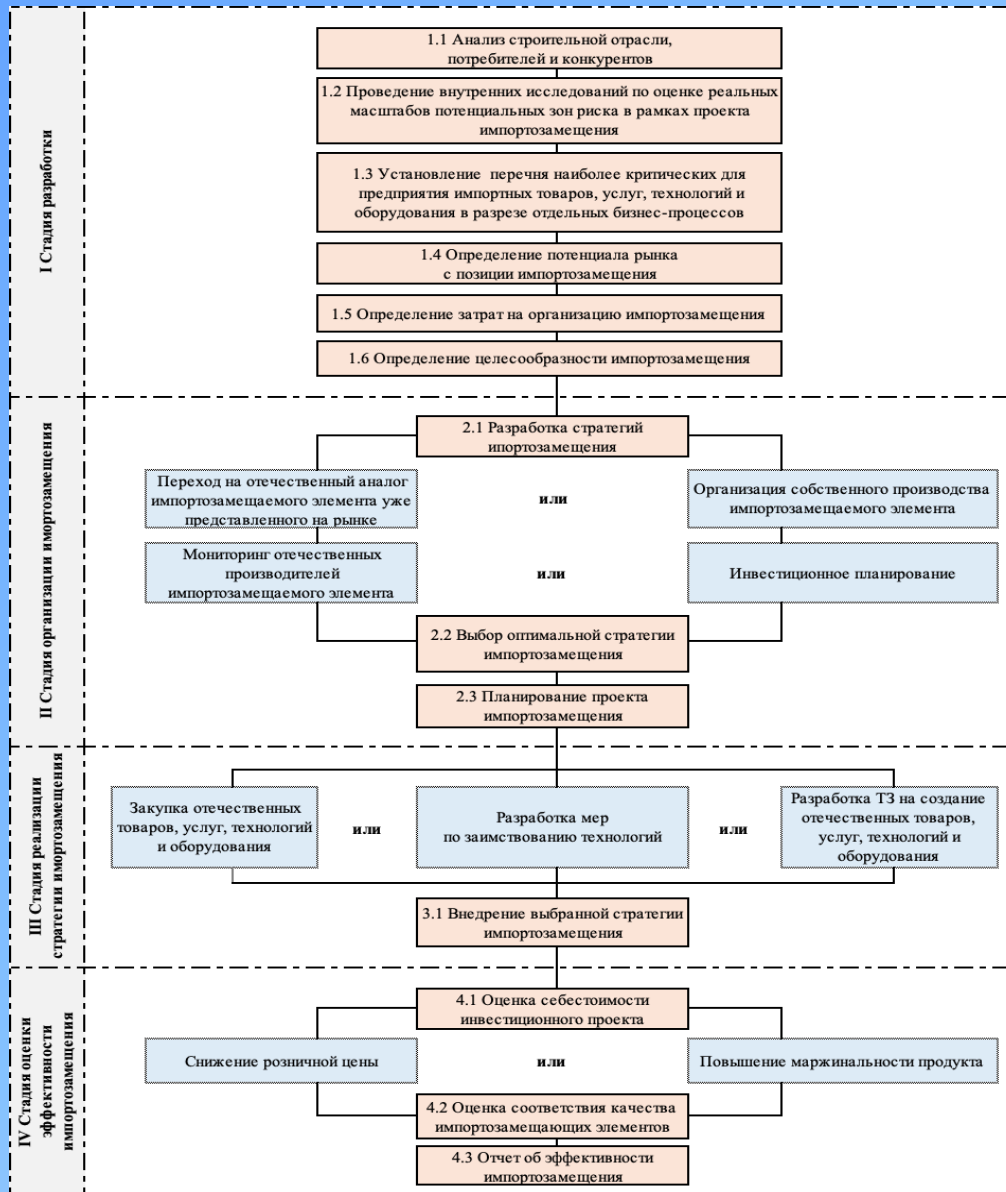 I Стадия разработки
1.1 Анализ строительной отрасли,
потребителей и конкурентов
1.2 Проведение внутренних исследований по оценке реальных
масштабов потенциальных зон риска в рамках проекта
импортозамещения
1.3 Установление перечня наиболее критических для
предприятия импортных товаров, услуг, технологий и
оборудования в разрезе отдельных бизнес-процессов
1.4 Определение потенциала рынка
с позиции импортозамещения
1.5 Определение затрат на организацию импортозамещения
1.6 Определение целесообразности импортозамещения
II Стадия организации имортозамещения
2.1 Разработка стратегий
ипортозамещения
Переход на отечественный аналог
импортозамещаемого элемента уже
представленного на рынке
или
Организация собственного производства
импортозамещаемого элемента
Мониторинг отечественных
производителей
импортозамещаемого элемента
или
Инвестиционное планирование
2.2 Выбор оптимальной стратегии
импортозамещения
2.3 Планирование проекта
импортозамещения
III Стадия реализации
стратегии имортозамещения
Закупка отечественных
товаров, услуг, технологий
и оборудования
или
Разработка мер
по заимствованию технологий
или
Разработка ТЗ на создание
отечественных товаров,
услуг, технологий и
оборудования
3.1 Внедрение выбранной стратегии
импортозамещения
IV Стадия оценки
эффективности
импортозамещения
4.1 Оценка себестоимости
инвестиционного проекта
Снижение розничной цены
или
Повышение маржинальности продукта
4.2 Оценка соответствия качества
импортозамещающих элементов
4.3 Отчет об эффективности
импортозамещения